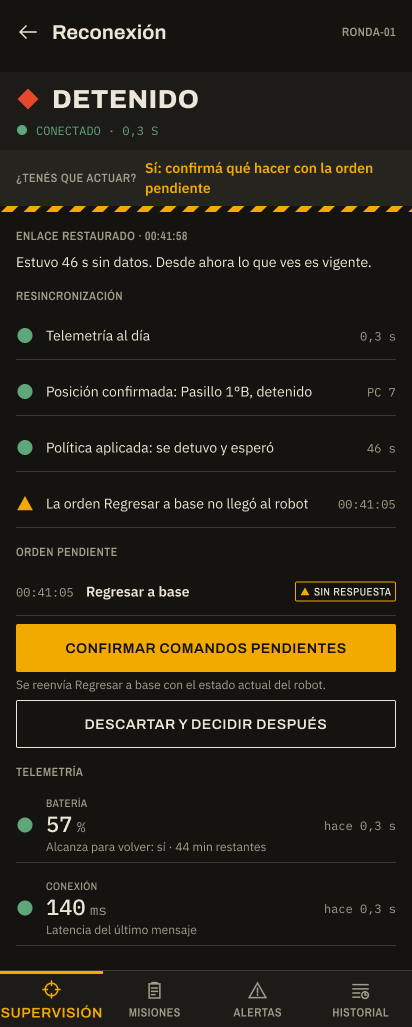 Reconexión
RONDA-01
DETENIDO
CONECTADO · 0,3 S
¿TENÉS QUE ACTUAR?
Sí: confirmá qué hacer con la orden
pendiente
ENLACE RESTAURADO · 00:41:58
Estuvo 46 s sin datos. Desde ahora lo que ves es vigente.
RESINCRONIZACIÓN
Telemetría al día 0,3 s
Posición confirmada: Pasillo 1°B, detenido PC 7
Política aplicada: se detuvo y esperó 46 s
La orden Regresar a base no llegó al robot 00:41:05
ORDEN PENDIENTE
00:41:05 Regresar a base SIN RESPUESTA
CONFIRMAR COMANDOS PENDIENTES
Se reenvía Regresar a base con el estado actual del robot.
DESCARTAR Y DECIDIR DESPUÉS
TELEMETRÍA
BATERÍA
57 % hace 0,3 s
Alcanza para volver: sí · 44 min restantes
CONEXIÓN
140 ms hace 0,3 s
Latencia del último mensaje
SUPERVISIÓN MISIONES ALERTAS HISTORIAL